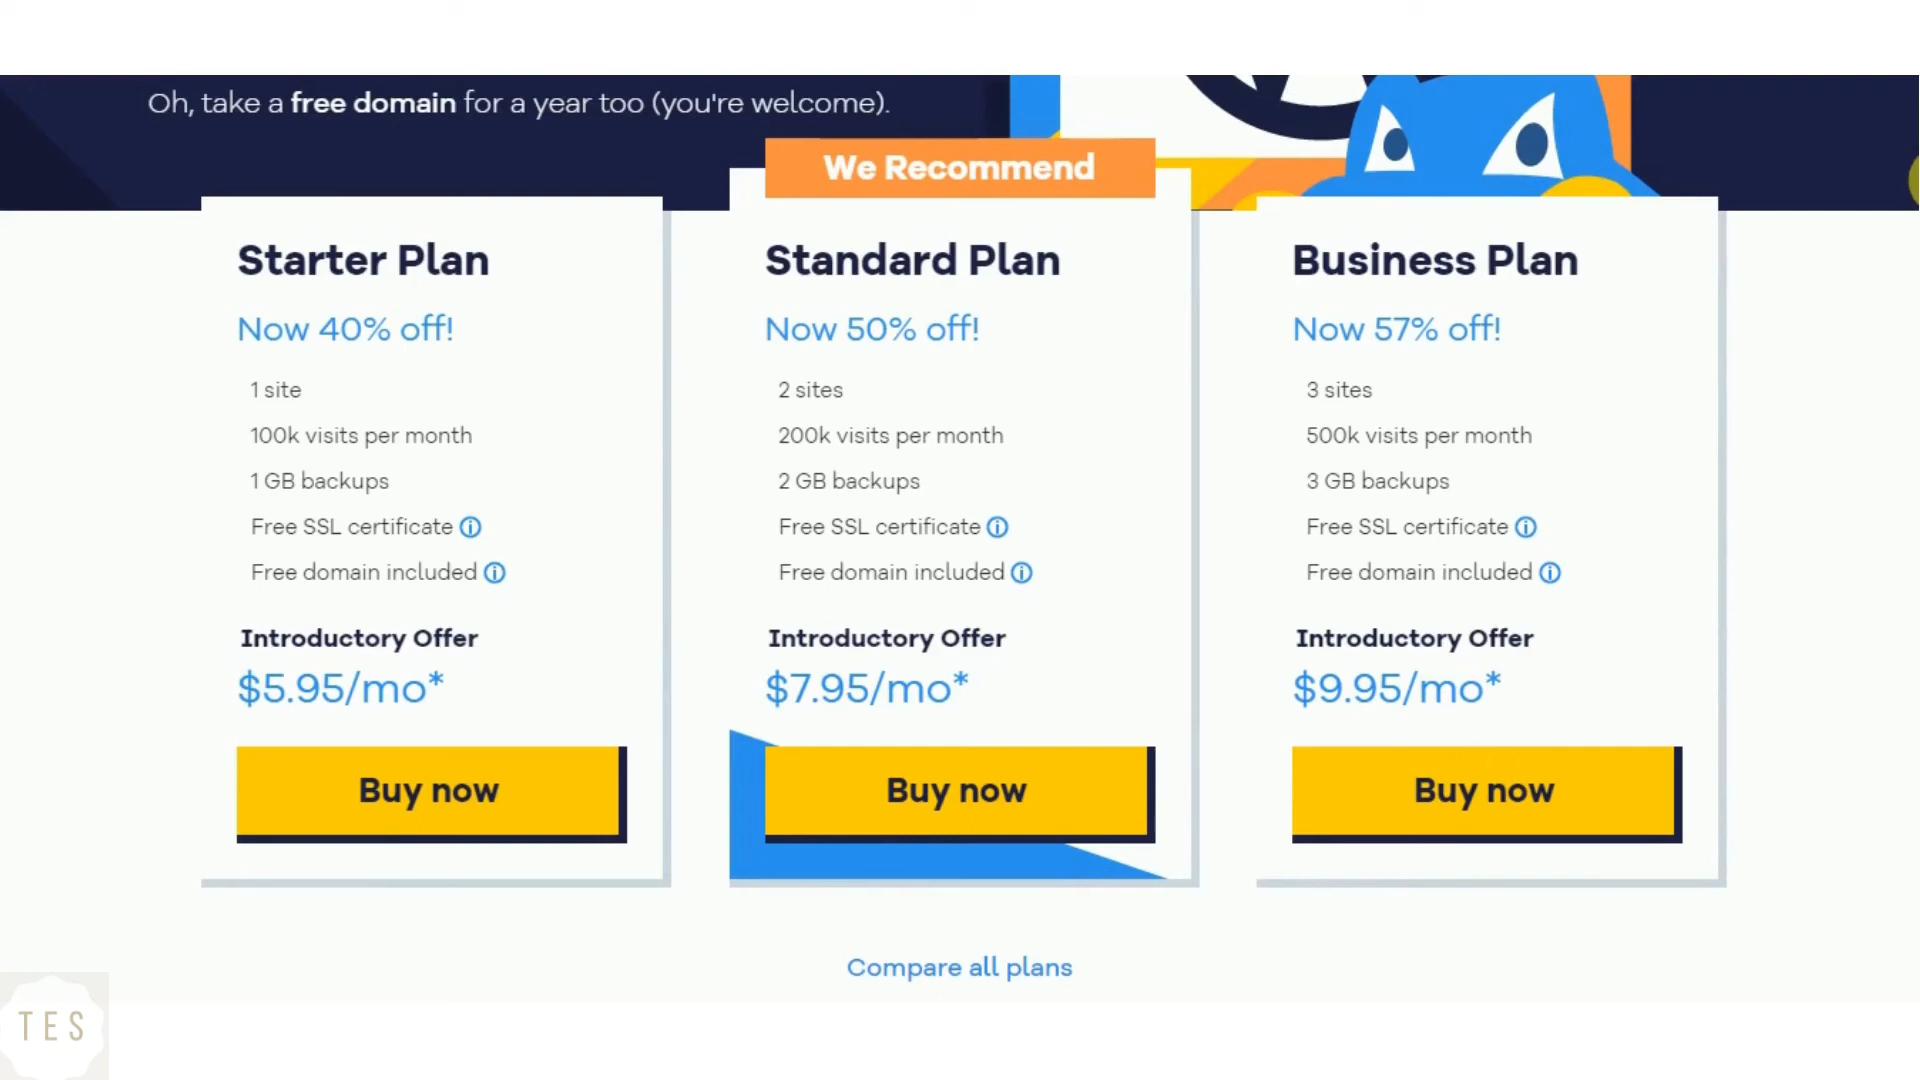 Oh, take a free domain for a year too (you're welcome).
We Recommend
Starter Plan
Now 40% off!
1 site
100k visits per month
1 GB backups
Free SSL certificate
Free domain included
Introductory Offer
$5.95/mo*
Buy now
Standard Plan
Now 50% off!
2 sites
200k visits per month
2 GB backups
Free SSL certificate
Free domain included
Introductory Offer
$7.95/mo*
Buy now
Business Plan
Now 57% off!
3 sites
500k visits per month
3 GB backups
Free SSL certificate
Free domain included
Introductory Offer
$9.95/mo*
Buy now
Compare all plans
TES